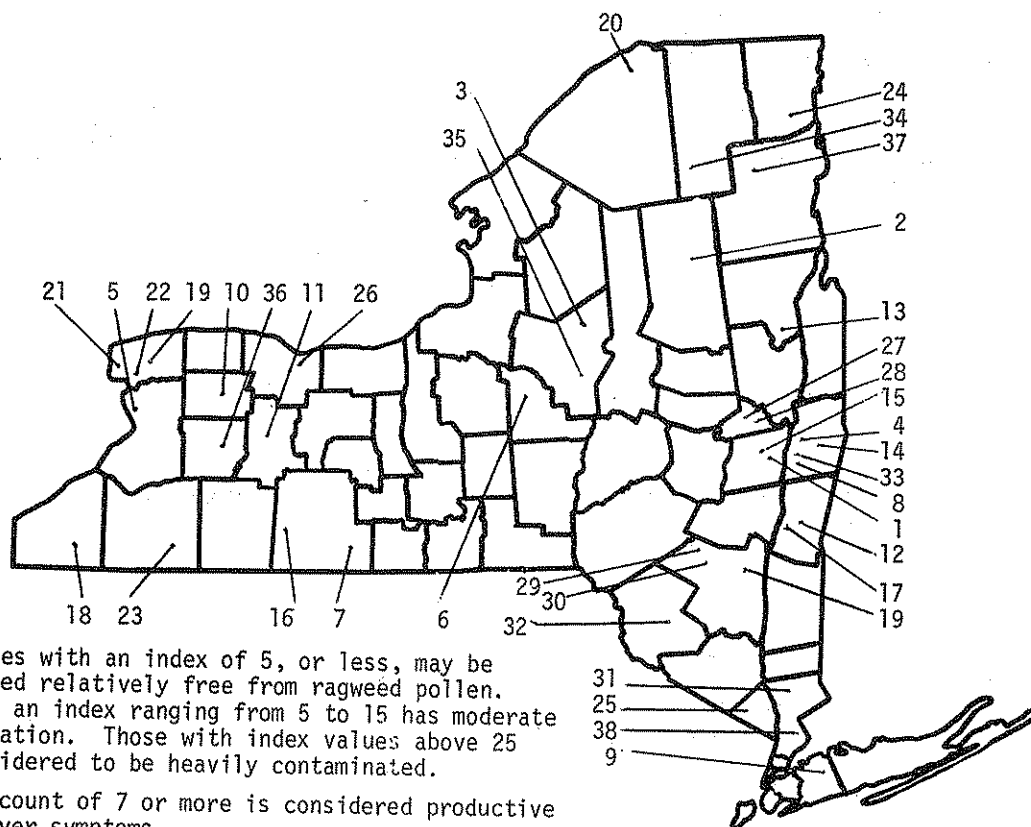 20
3
24
35
34
37
2
21 5 22 19 10 36 11 26
13
27
28
15
4
14
33
8
1
12
17
29
19
30
18 23 16 7 6
32
es with an index of 5, or less, may be
ed relatively free from ragweed pollen.
an index ranging from 5 to 15 has moderate
ation. Those with index values above 25
idered to be heavily contaminated.
count of 7 or more is considered productive
ver symptoms
31
25
38
9